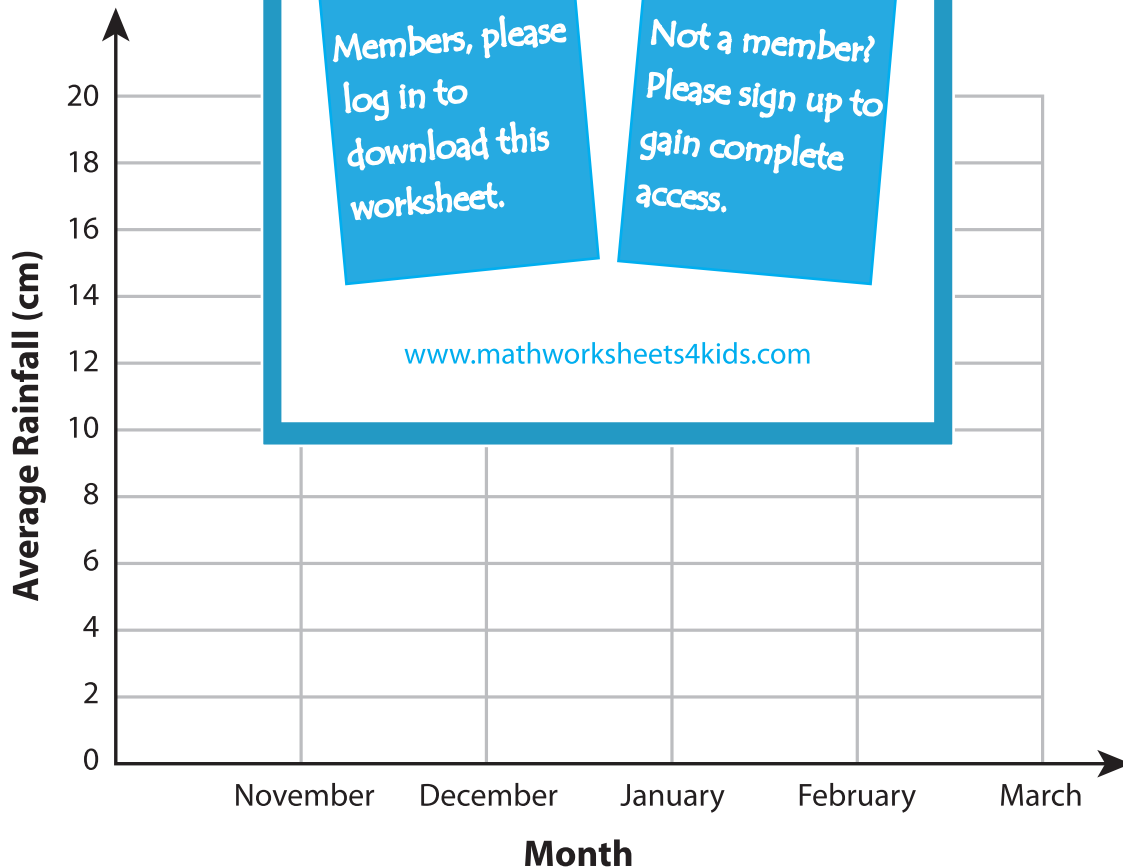 Members, please
log in to
download this
worksheet.
Not a member?
Please sign up to
gain complete
access.
www.mathworksheets4kids.com
Average Rainfall (cm)
20
18
16
14
12
10
8
6
4
2
0
November December January February March
Month